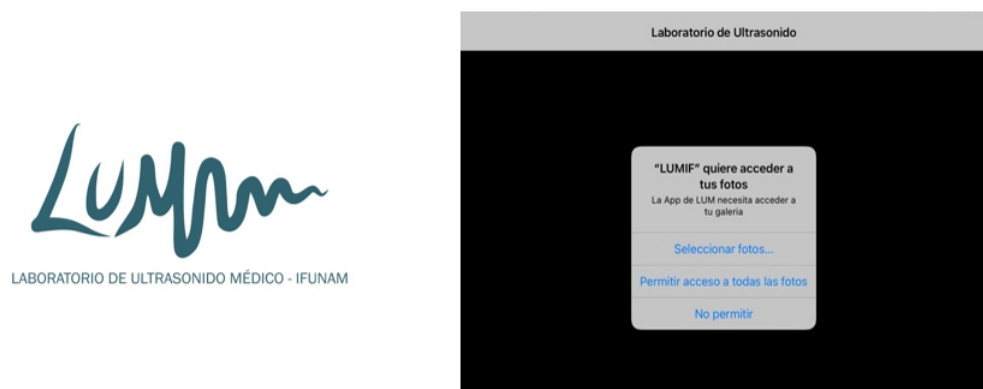 LUM
LABORATORIO DE ULTRASONIDO MÉDICO - IFUNAM
Laboratorio de Ultrasonido
“LUMIF” quiere acceder a
tus fotos
La App de LUM necesita acceder a
tu galeria
Seleccionar fotos...
Permitir acceso a todas las fotos
No permitir